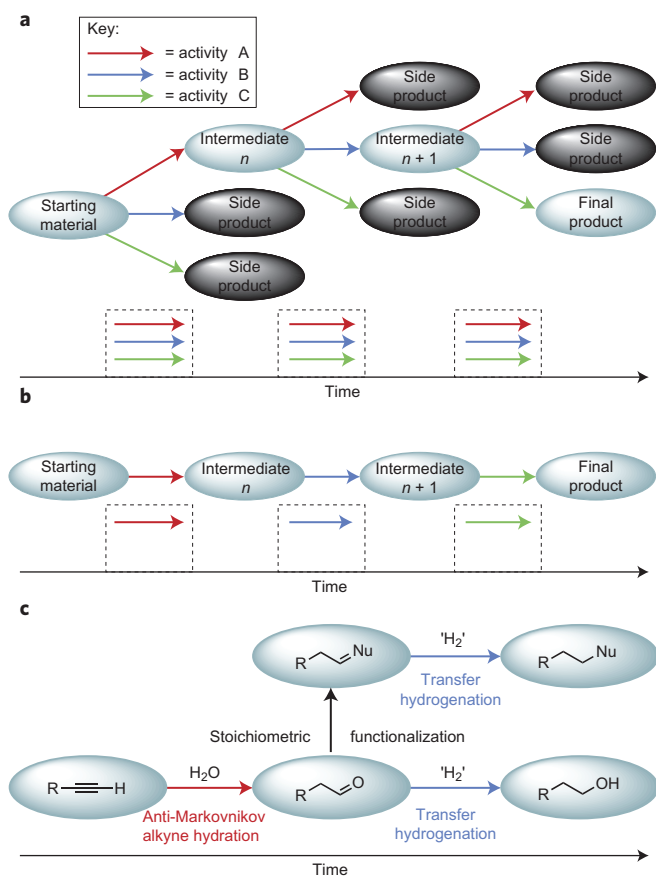 a
Key:
= activity A
= activity B
= activity C
Side
product
Side
product
Intermediate
n
Intermediate
n + 1
Side
product
Starting
material
Side
product
Side
product
Final
product
Side
product
Time
b
Starting
material
Intermediate
n
Intermediate
n + 1
Final
product
Time
c
R
Nu
'H₂'
Transfer
hydrogenation
R
Nu
Stoichiometric functionalization
R
H
H₂O
Anti-Markovnikov
alkyne hydration
R
O
'H₂'
Transfer
hydrogenation
R
OH
Time